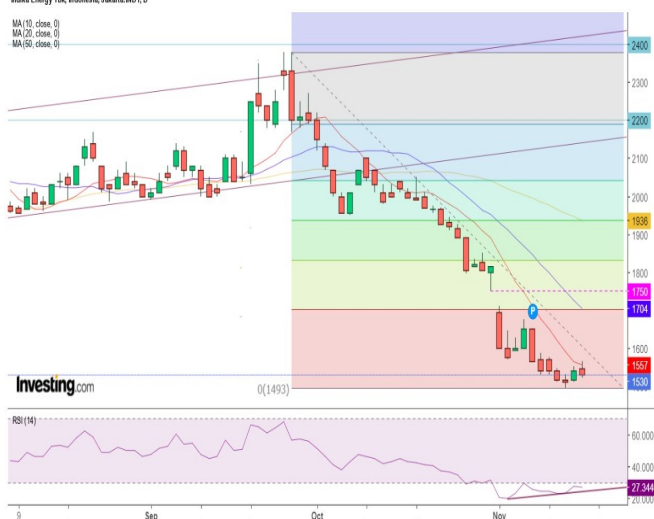 Indika Energy Tbk, Indonesia, Jakarta:INDY, D
MA (10, close, 0)
MA (20, close, 0)
MA (50, close, 0)
2400
2300
2200
2100
2000
1936
1900
1800
1750
1704
P
1600
1557
1530
Investing.com
0(1493)
RSI (14)
60.000
40.000
27.344
9
Sep
Oct
Nov